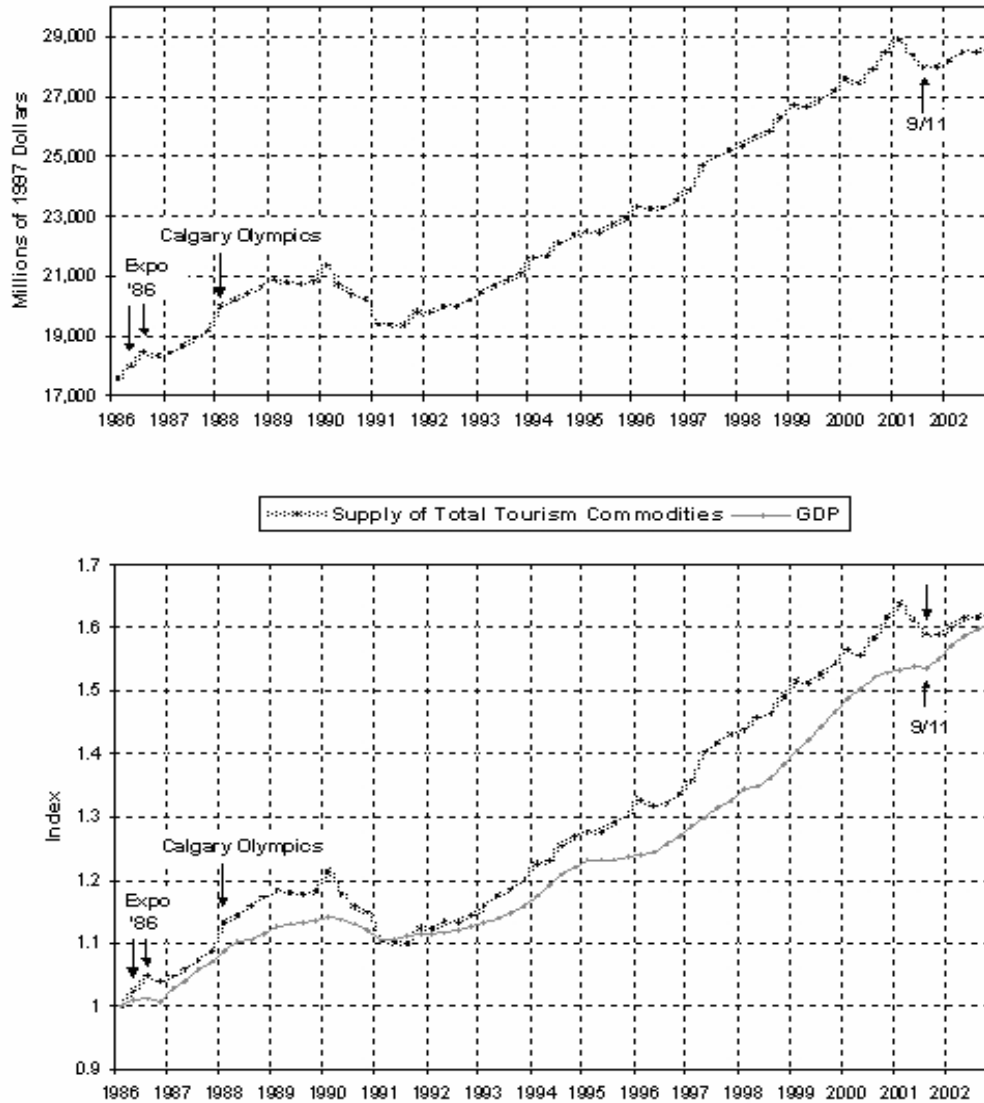 29,000
27,000
25,000
23,000
21,000
19,000
17,000
Millions of 1997 Dollars
Expo
'86
Calgary Olympics
9/11
1986 1987 1988 1989 1990 1991 1992 1993 1994 1995 1996 1997 1998 1999 2000 2001 2002
Supply of Total Tourism Commodities GDP
1.7
1.6
1.5
1.4
1.3
1.2
1.1
1
0.9
Index
Expo
'86
Calgary Olympics
9/11
1986 1987 1988 1989 1990 1991 1992 1993 1994 1995 1996 1997 1998 1999 2000 2001 2002